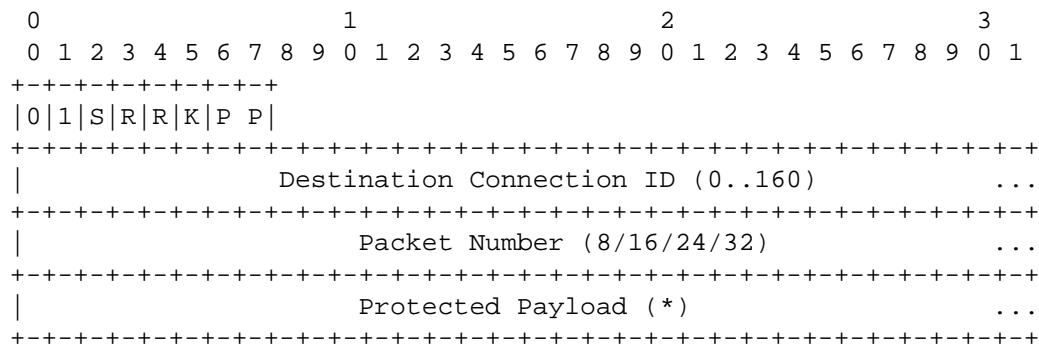 0                   1                   2                   3
 0 1 2 3 4 5 6 7 8 9 0 1 2 3 4 5 6 7 8 9 0 1 2 3 4 5 6 7 8 9 0 1
+-+-+-+-+-+-+-+-+
|0|1|S|R|R|K|P P|
+-+-+-+-+-+-+-+-+-+-+-+-+-+-+-+-+-+-+-+-+-+-+-+-+-+-+-+-+-+-+-+-+
|                Destination Connection ID (0..160)           ...
+-+-+-+-+-+-+-+-+-+-+-+-+-+-+-+-+-+-+-+-+-+-+-+-+-+-+-+-+-+-+-+-+
|                     Packet Number (8/16/24/32)              ...
+-+-+-+-+-+-+-+-+-+-+-+-+-+-+-+-+-+-+-+-+-+-+-+-+-+-+-+-+-+-+-+-+
|                     Protected Payload (*)                   ...
+-+-+-+-+-+-+-+-+-+-+-+-+-+-+-+-+-+-+-+-+-+-+-+-+-+-+-+-+-+-+-+-+